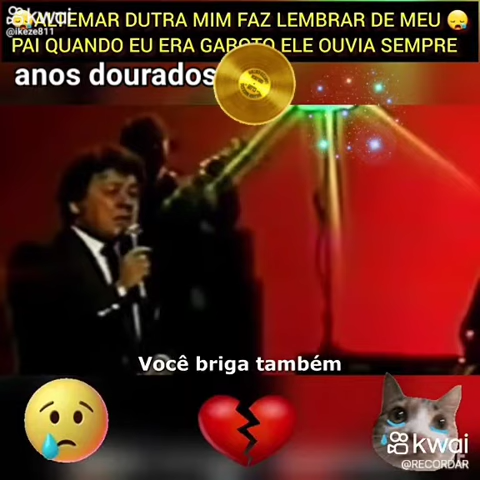 ALTEMAR DUTRA MIM FAZ LEMBRAR DE MEU
PAI QUANDO EU ERA GAROTO ELE OUVIA SEMPRE
@ikeze811
anos dourados
Você briga também
kwai
@RECORDAR